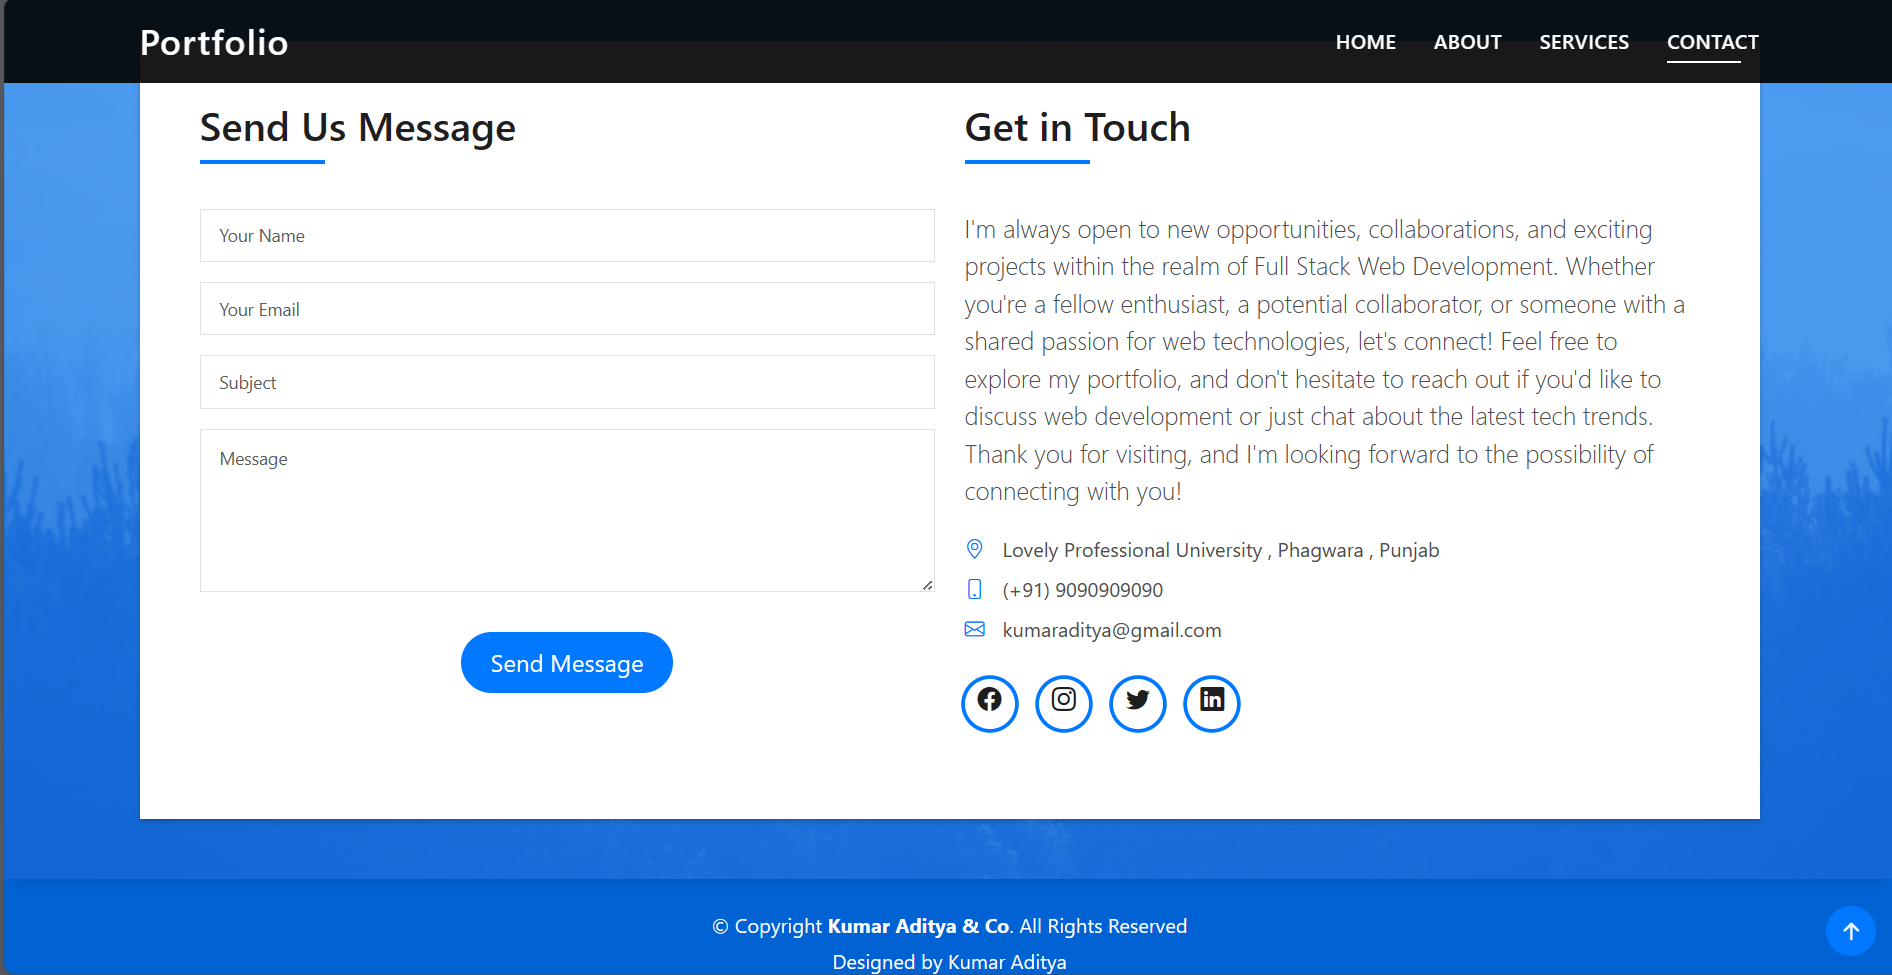 Portfolio
HOME ABOUT SERVICES CONTACT
Send Us Message
Your Name
Your Email
Subject
Message
Send Message
Get in Touch
I'm always open to new opportunities, collaborations, and exciting
projects within the realm of Full Stack Web Development. Whether
you're a fellow enthusiast, a potential collaborator, or someone with a
shared passion for web technologies, let's connect! Feel free to
explore my portfolio, and don't hesitate to reach out if you'd like to
discuss web development or just chat about the latest tech trends.
Thank you for visiting, and I'm looking forward to the possibility of
connecting with you!
Lovely Professional University , Phagwara , Punjab
(+91) 9090909090
kumaraditya@gmail.com
© Copyright Kumar Aditya & Co. All Rights Reserved
Designed by Kumar Aditya